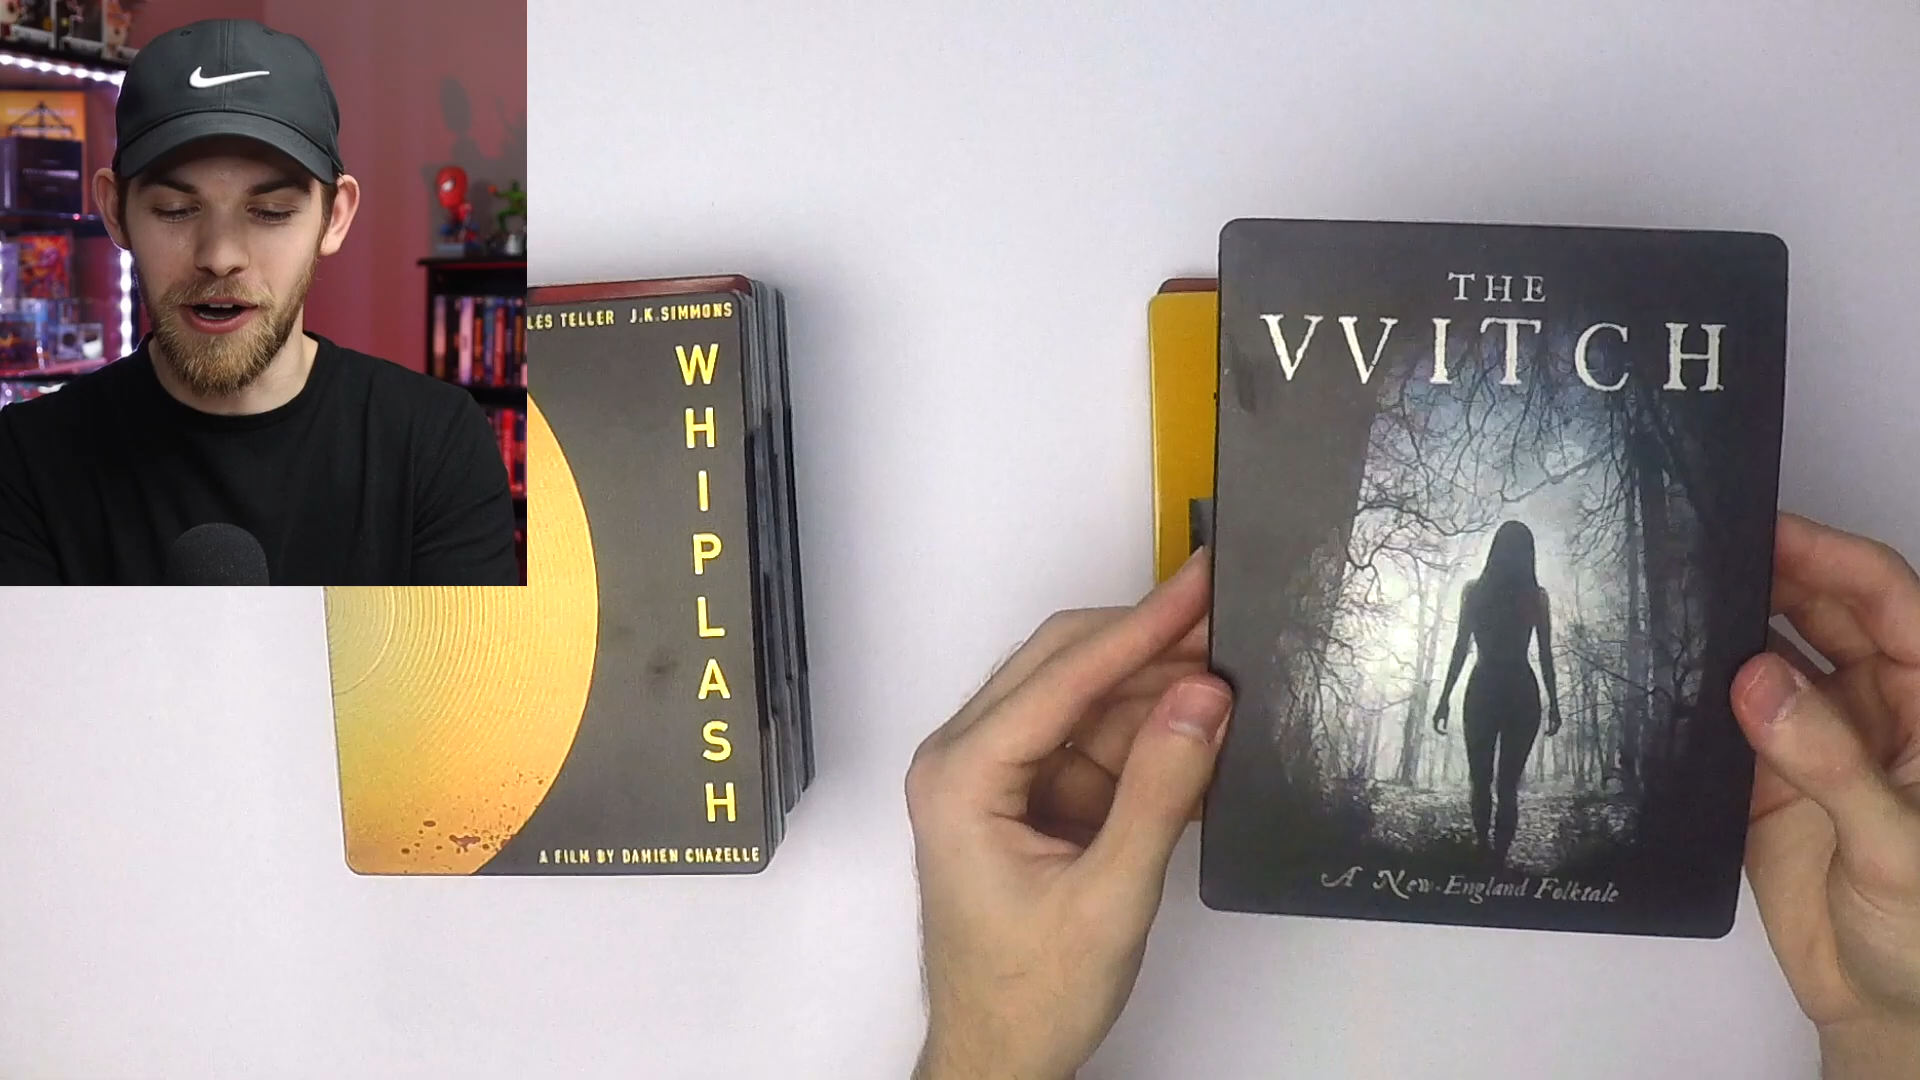 LES TELLER J.K.SIMMONS
WHIPLASH
A FILM BY DAMIEN CHAZELLE
THE
VVITCH
A New-England Folktale